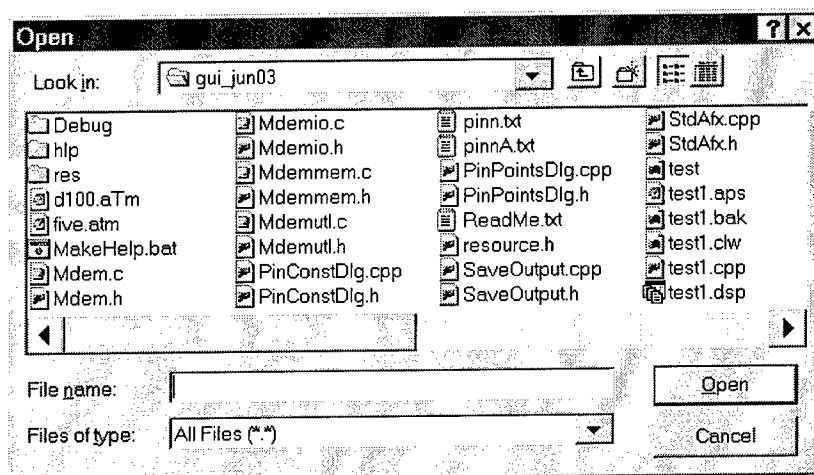 Open
Look in: gui_jun03
Debug
hlp
res
d100.aTm
five.atm
MakeHelp.bat
Mdem.c
Mdem.h
Mdemio.c
Mdemio.h
Mdemmem.c
Mdemmem.h
Mdemutl.c
Mdemutl.h
PinConstDlg.cpp
PinConstDlg.h
pinn.txt
pinnA.txt
PinPointsDlg.cpp
PinPointsDlg.h
ReadMe.txt
resource.h
SaveOutput.cpp
SaveOutput.h
StdAfx.cpp
StdAfx.h
test
test1.aps
test1.bak
test1.clw
test1.cpp
test1.dsp
File name: Open
Files of type: All Files (*.*) Cancel